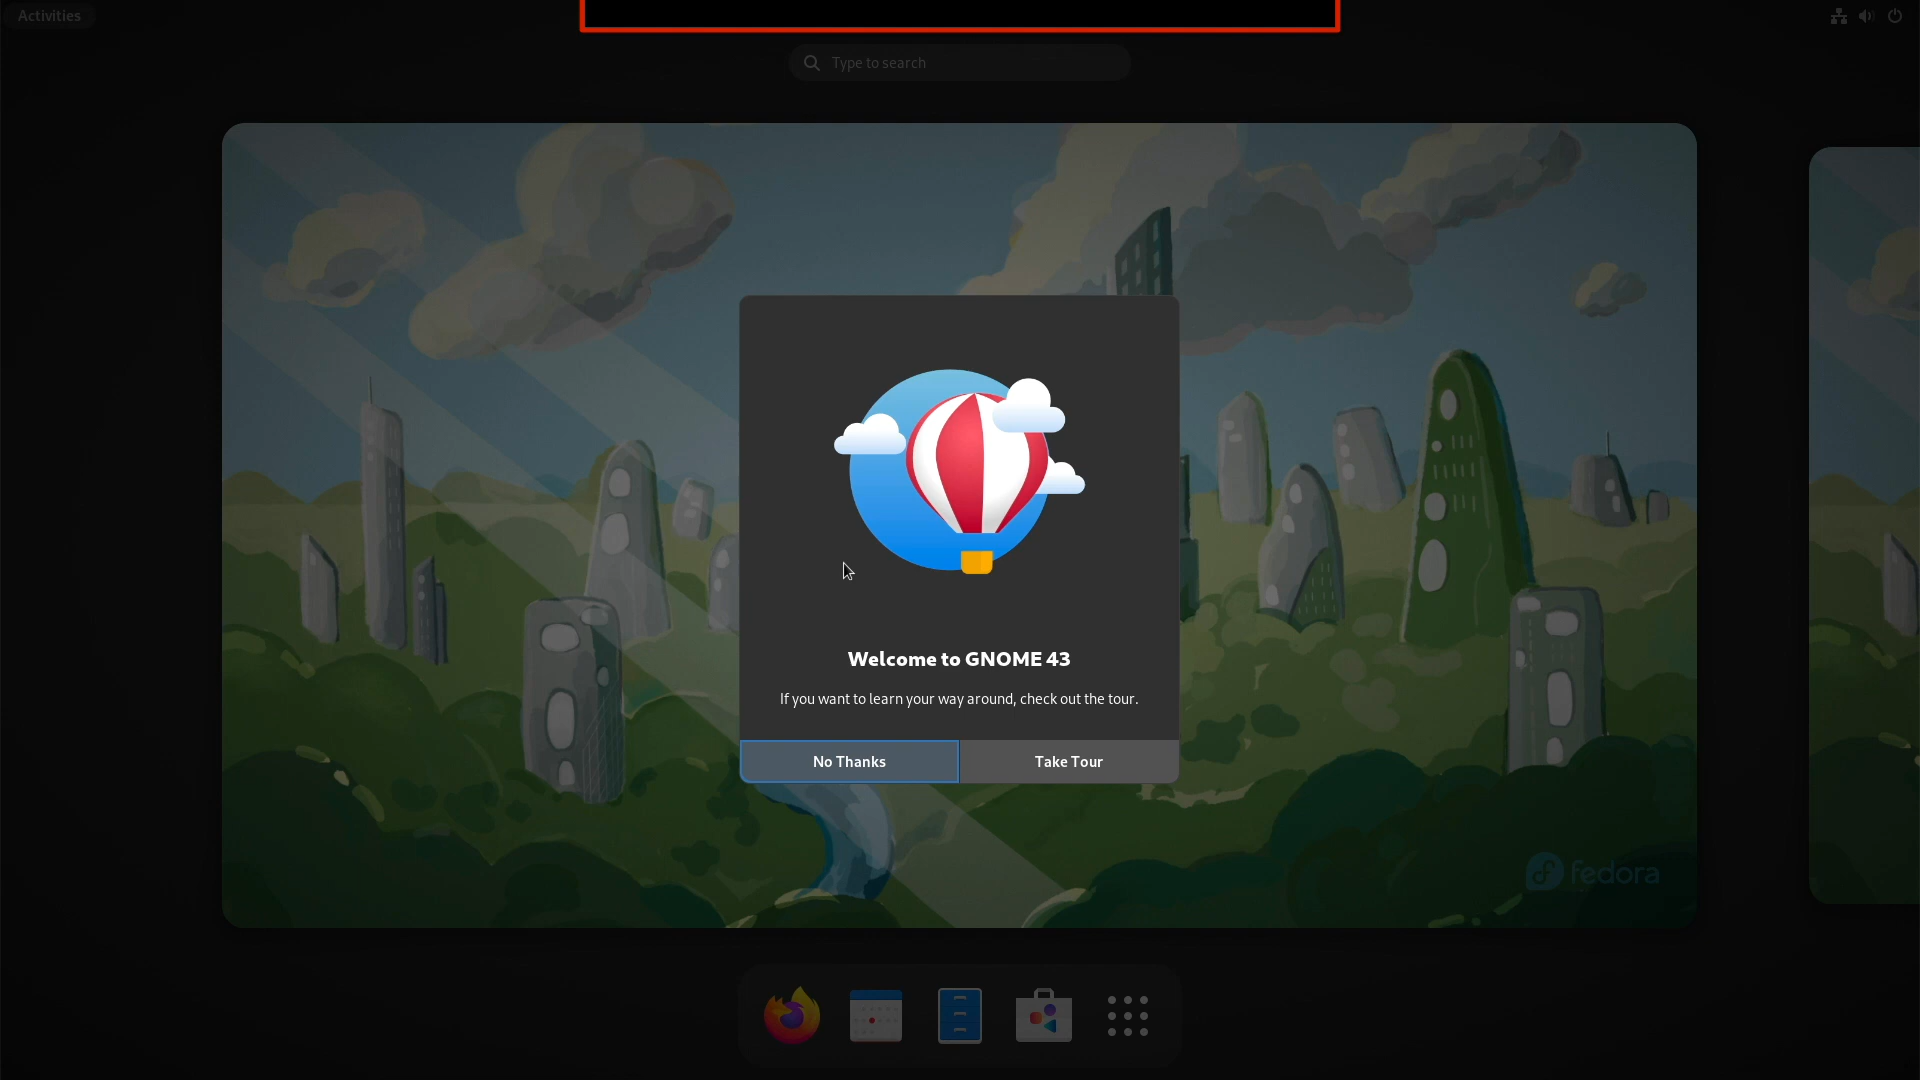 Activities
Type to search
Welcome to GNOME 43
If you want to learn your way around, check out the tour.
No Thanks
Take Tour
fedora